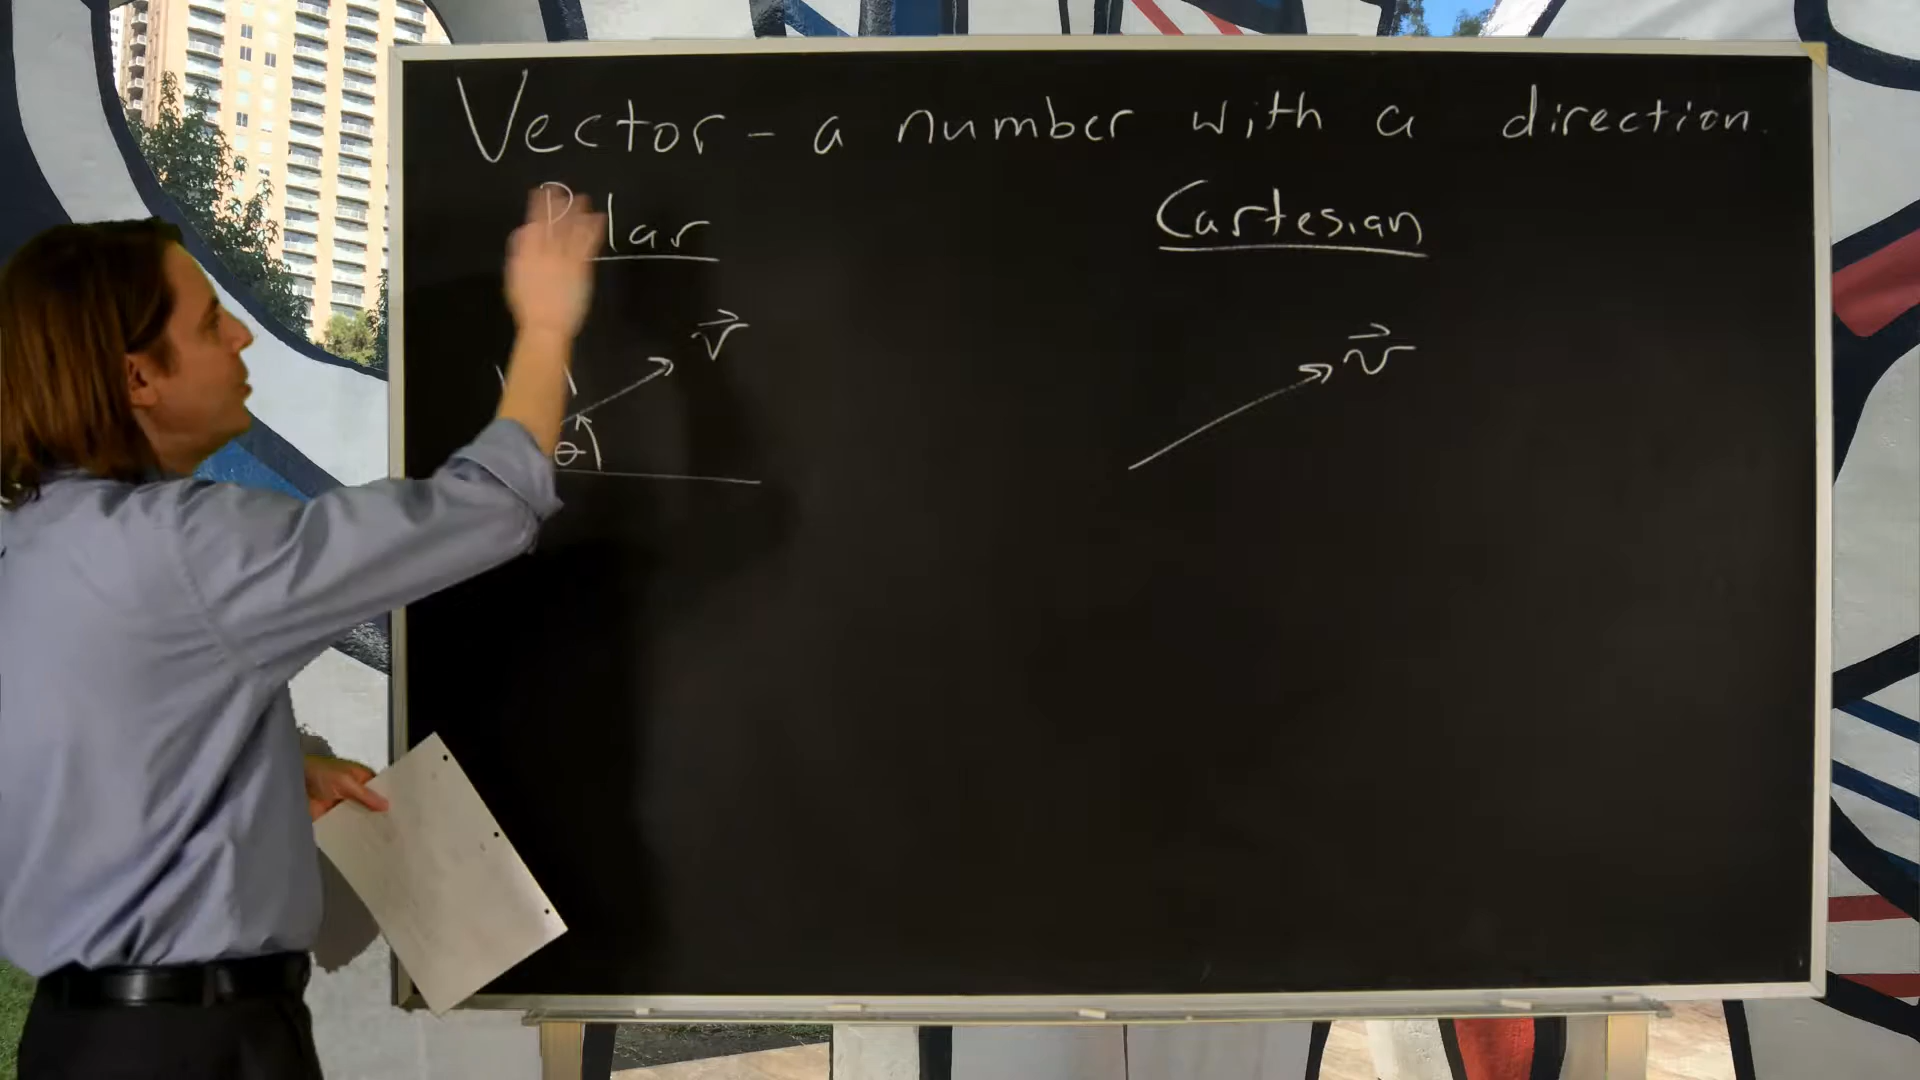 Vector – a number with a direction.
Polar
Cartesian
v⃗
v⃗
θ